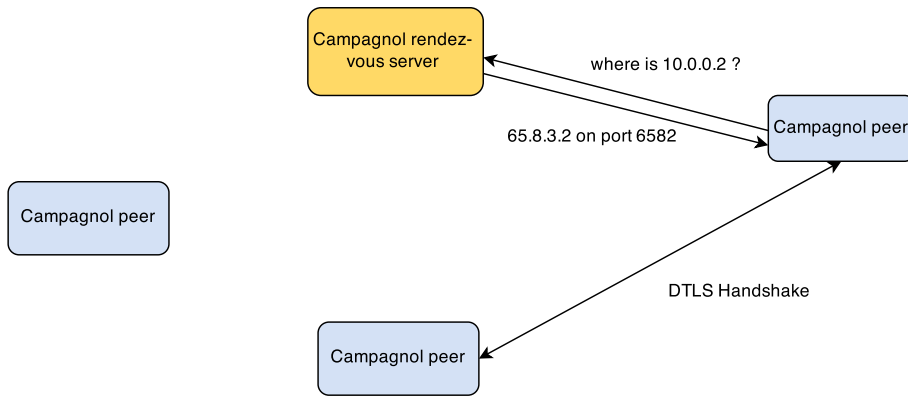 Campagnol rendez-
vous server
where is 10.0.0.2 ?
65.8.3.2 on port 6582
Campagnol peer
Campagnol peer
DTLS Handshake
Campagnol peer